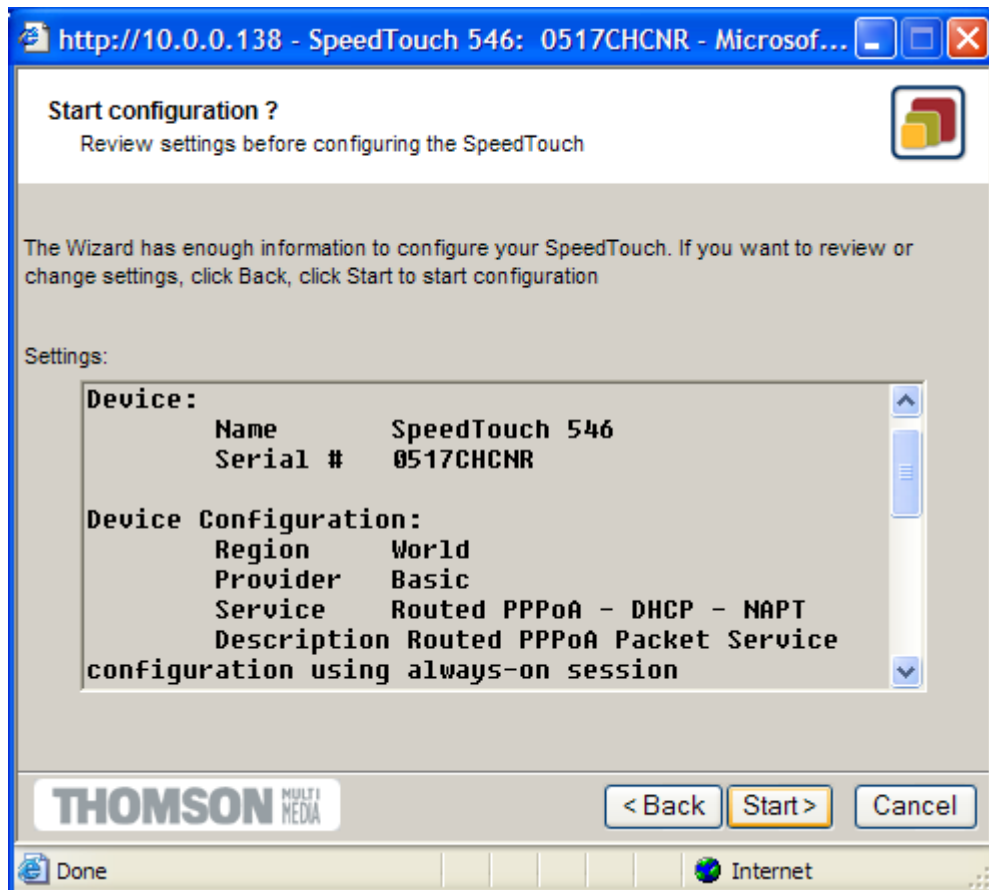 http://10.0.0.138 - SpeedTouch 546: 0517CHCNR - Microsof...
Start configuration ?
Review settings before configuring the SpeedTouch
The Wizard has enough information to configure your SpeedTouch. If you want to review or
change settings, click Back, click Start to start configuration
Settings:
Device:
Name SpeedTouch 546
Serial # 0517CHCNR
Device Configuration:
Region World
Provider Basic
Service Routed PPPoA - DHCP - NAPT
Description Routed PPPoA Packet Service
configuration using always-on session
THOMSON MULTI MEDIA
< Back Start > Cancel
Done Internet